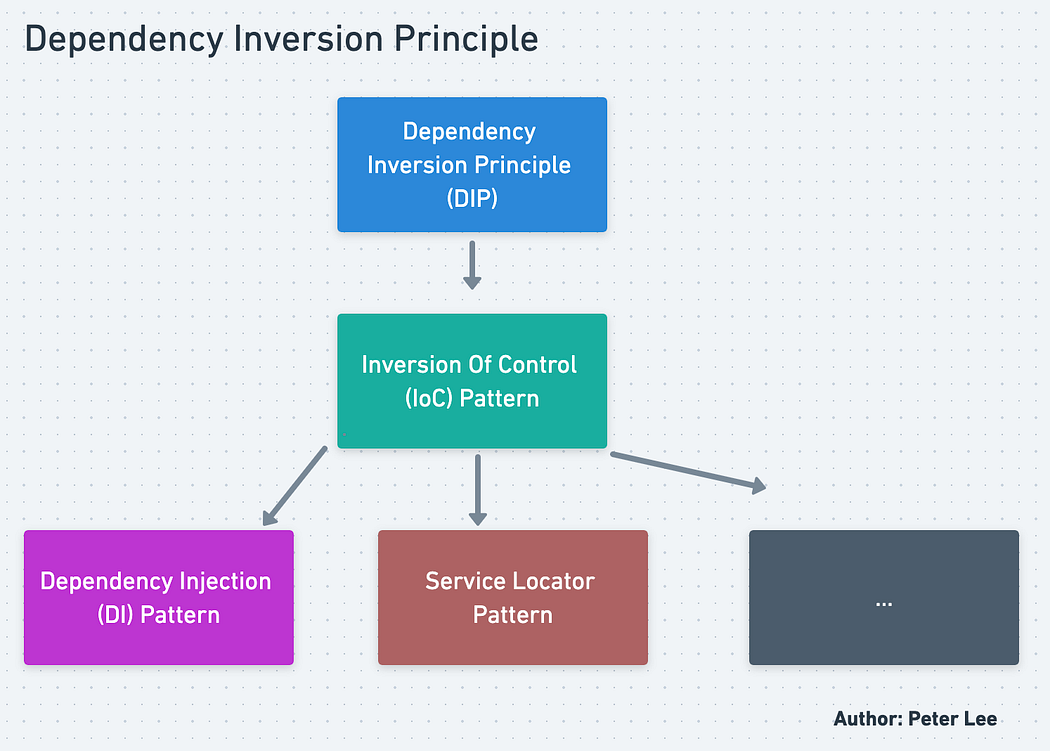 Dependency Inversion Principle
Dependency
Inversion Principle
(DIP)
Inversion Of Control
(IoC) Pattern
Dependency Injection
(DI) Pattern
Service Locator
Pattern
...
Author: Peter Lee